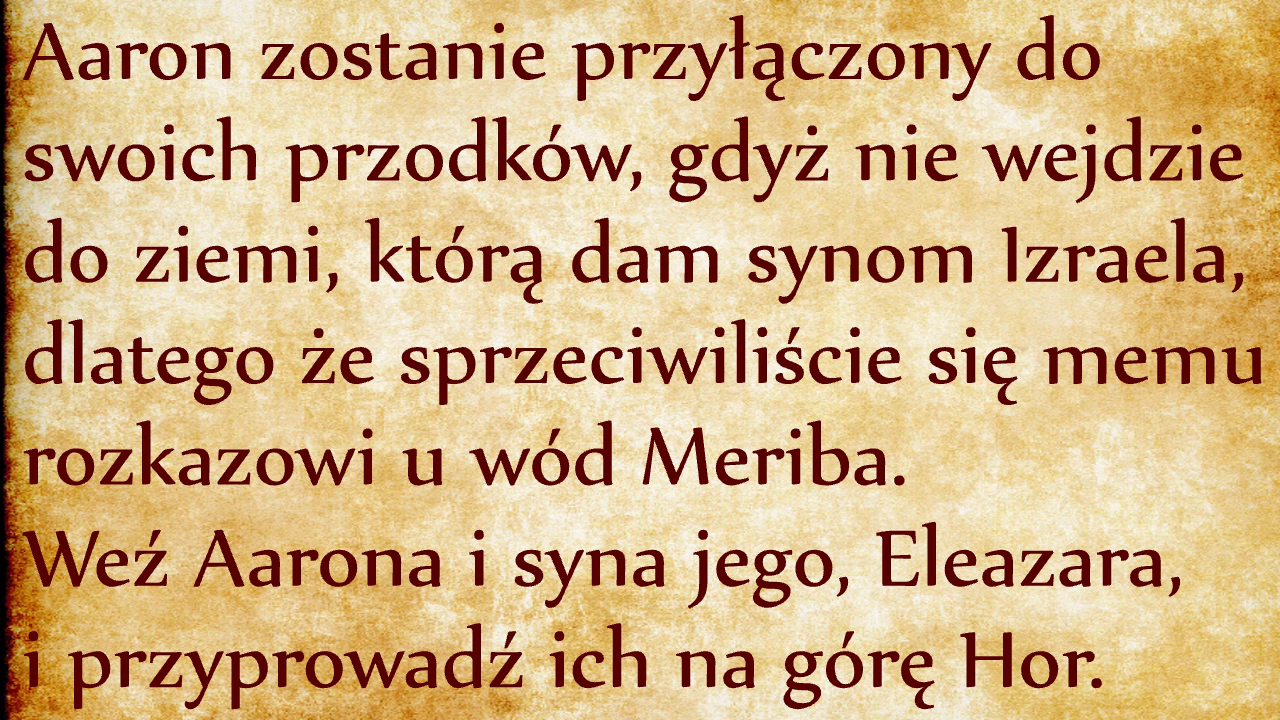 Aaron zostanie przyłączony do
swoich przodków, gdyż nie wejdzie
do ziemi, którą dam synom Izraela,
dlatego że sprzeciwiliście się memu
rozkazowi u wód Meriba.
Weź Aarona i syna jego, Eleazara,
i przyprowadź ich na górę Hor.